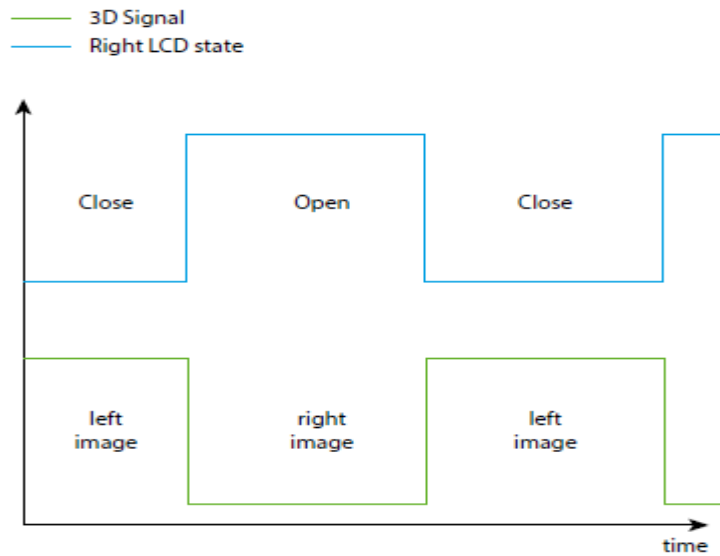 3D Signal
Right LCD state
Close
Open
Close
left
image
right
image
left
image
time